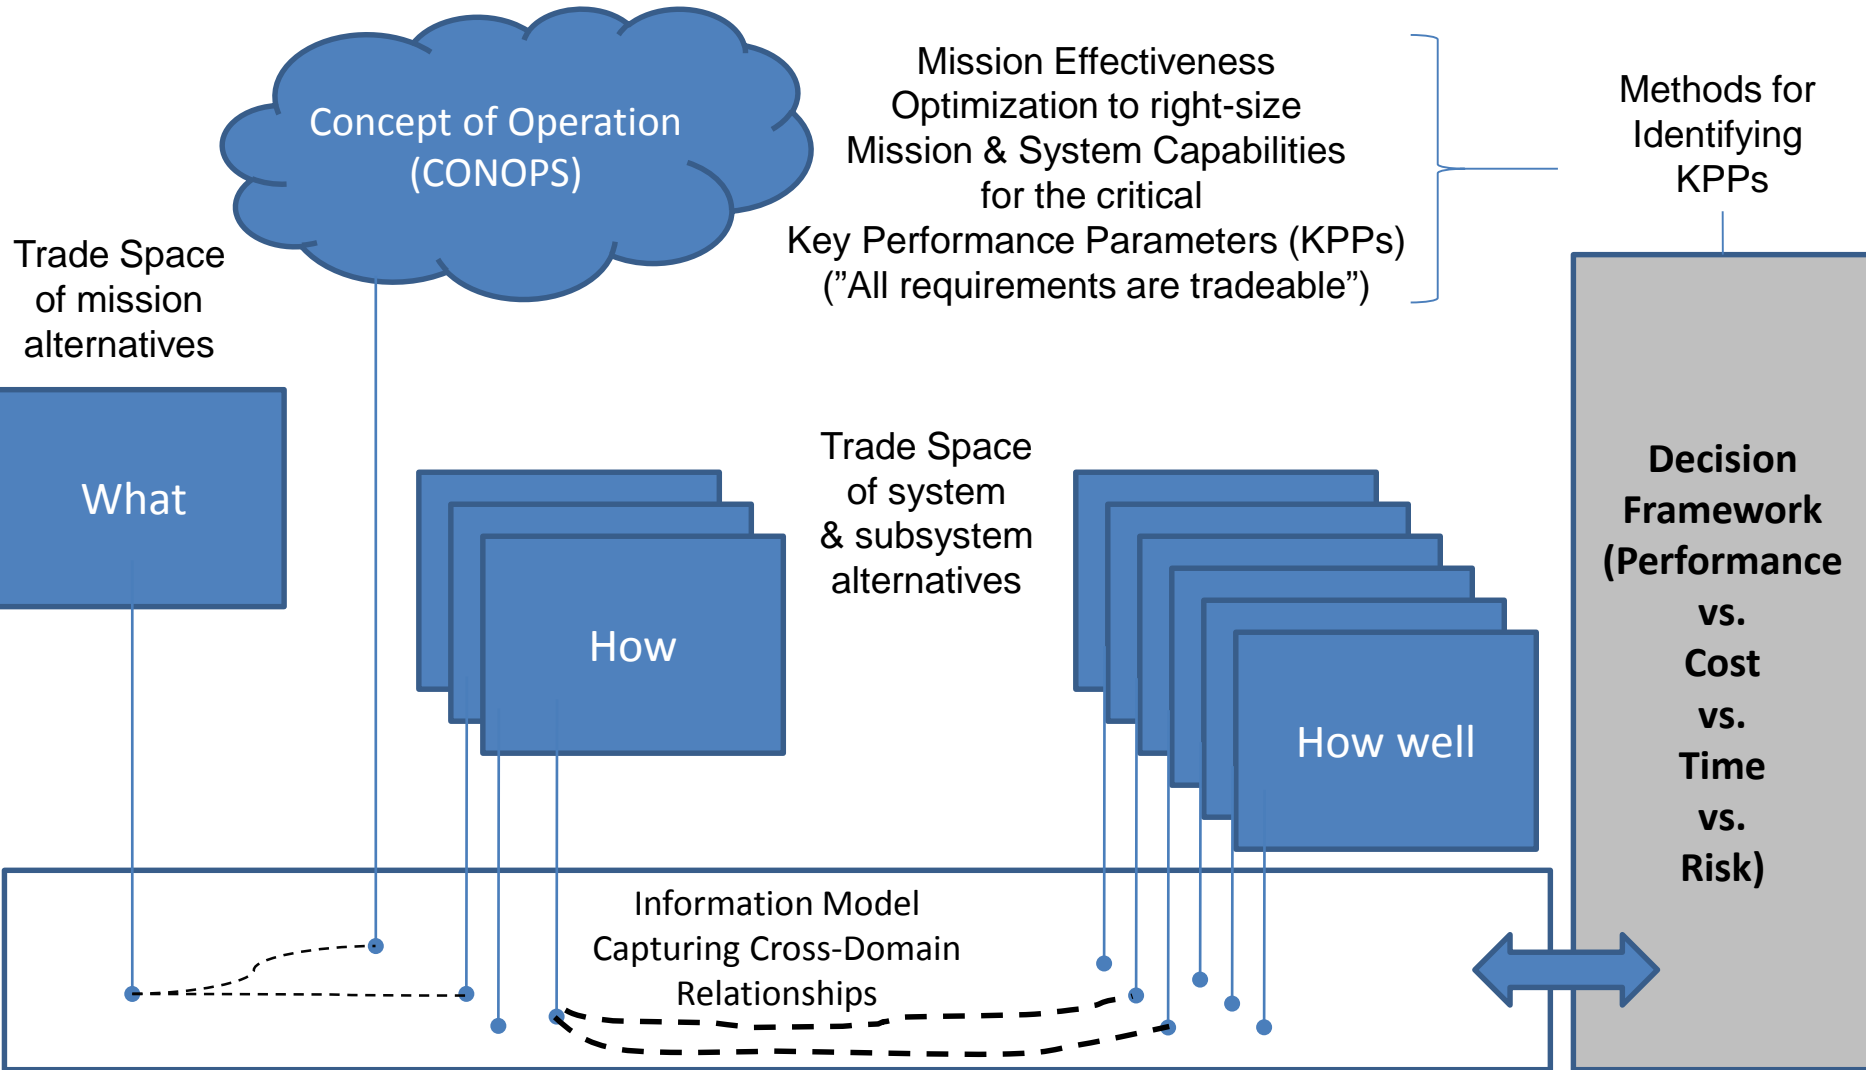 Concept of Operation
(CONOPS)
Mission Effectiveness
Optimization to right-size
Mission & System Capabilities
for the critical
Key Performance Parameters (KPPs)
(”All requirements are tradeable”)
Methods for
Identifying
KPPs
Trade Space
of mission
alternatives
What
How
Trade Space
of system
& subsystem
alternatives
How well
Decision
Framework
(Performance
vs.
Cost
vs.
Time
vs.
Risk)
Information Model
Capturing Cross-Domain
Relationships